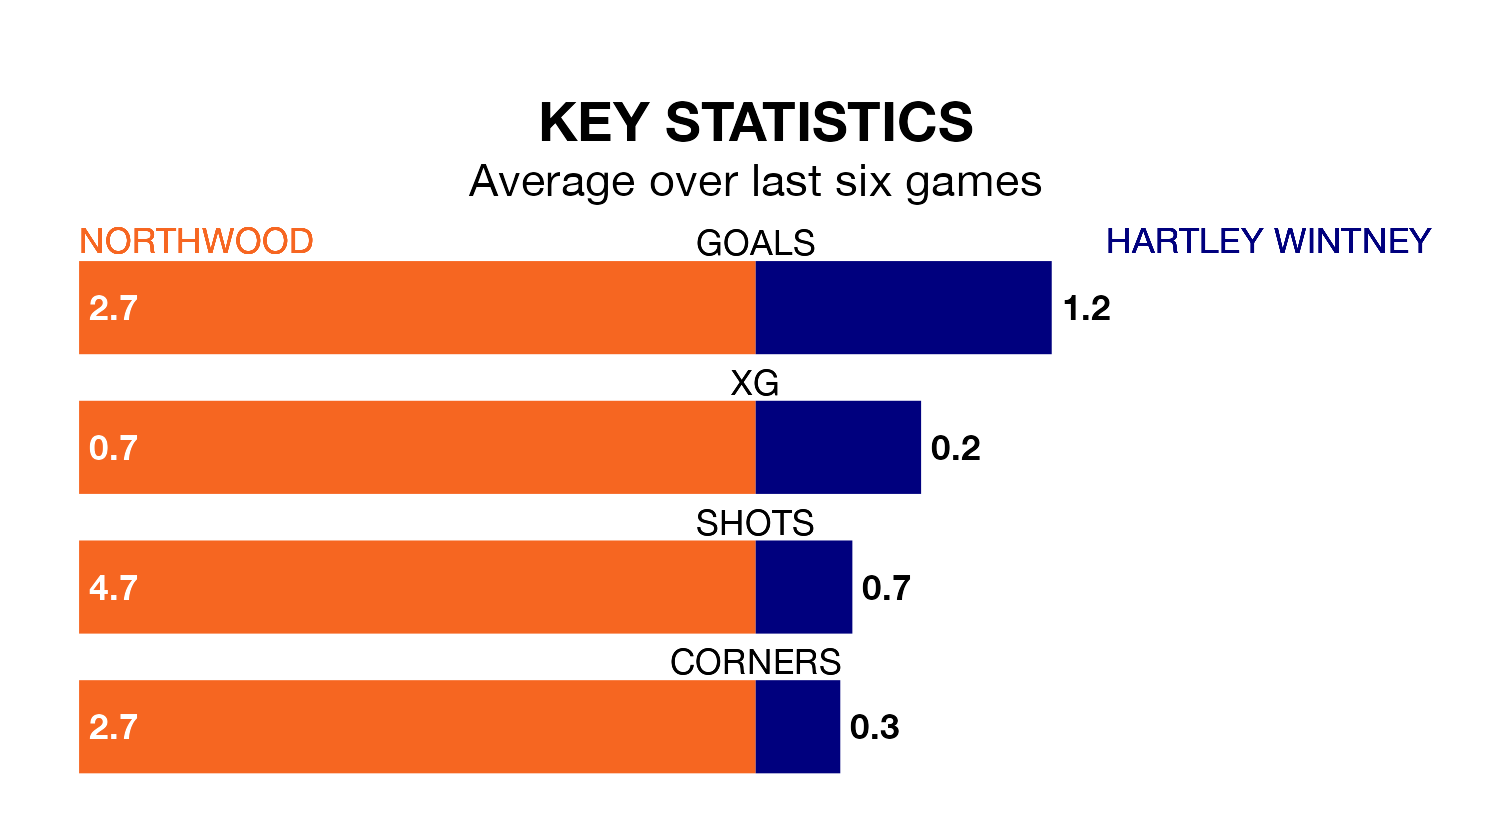 KEY STATISTICS
Average over last six games
NORTHWOOD GOALS HARTLEY WINTNEY
2.7 1.2
XG
0.7 0.2
SHOTS
4.7 0.7
CORNERS
2.7 0.3